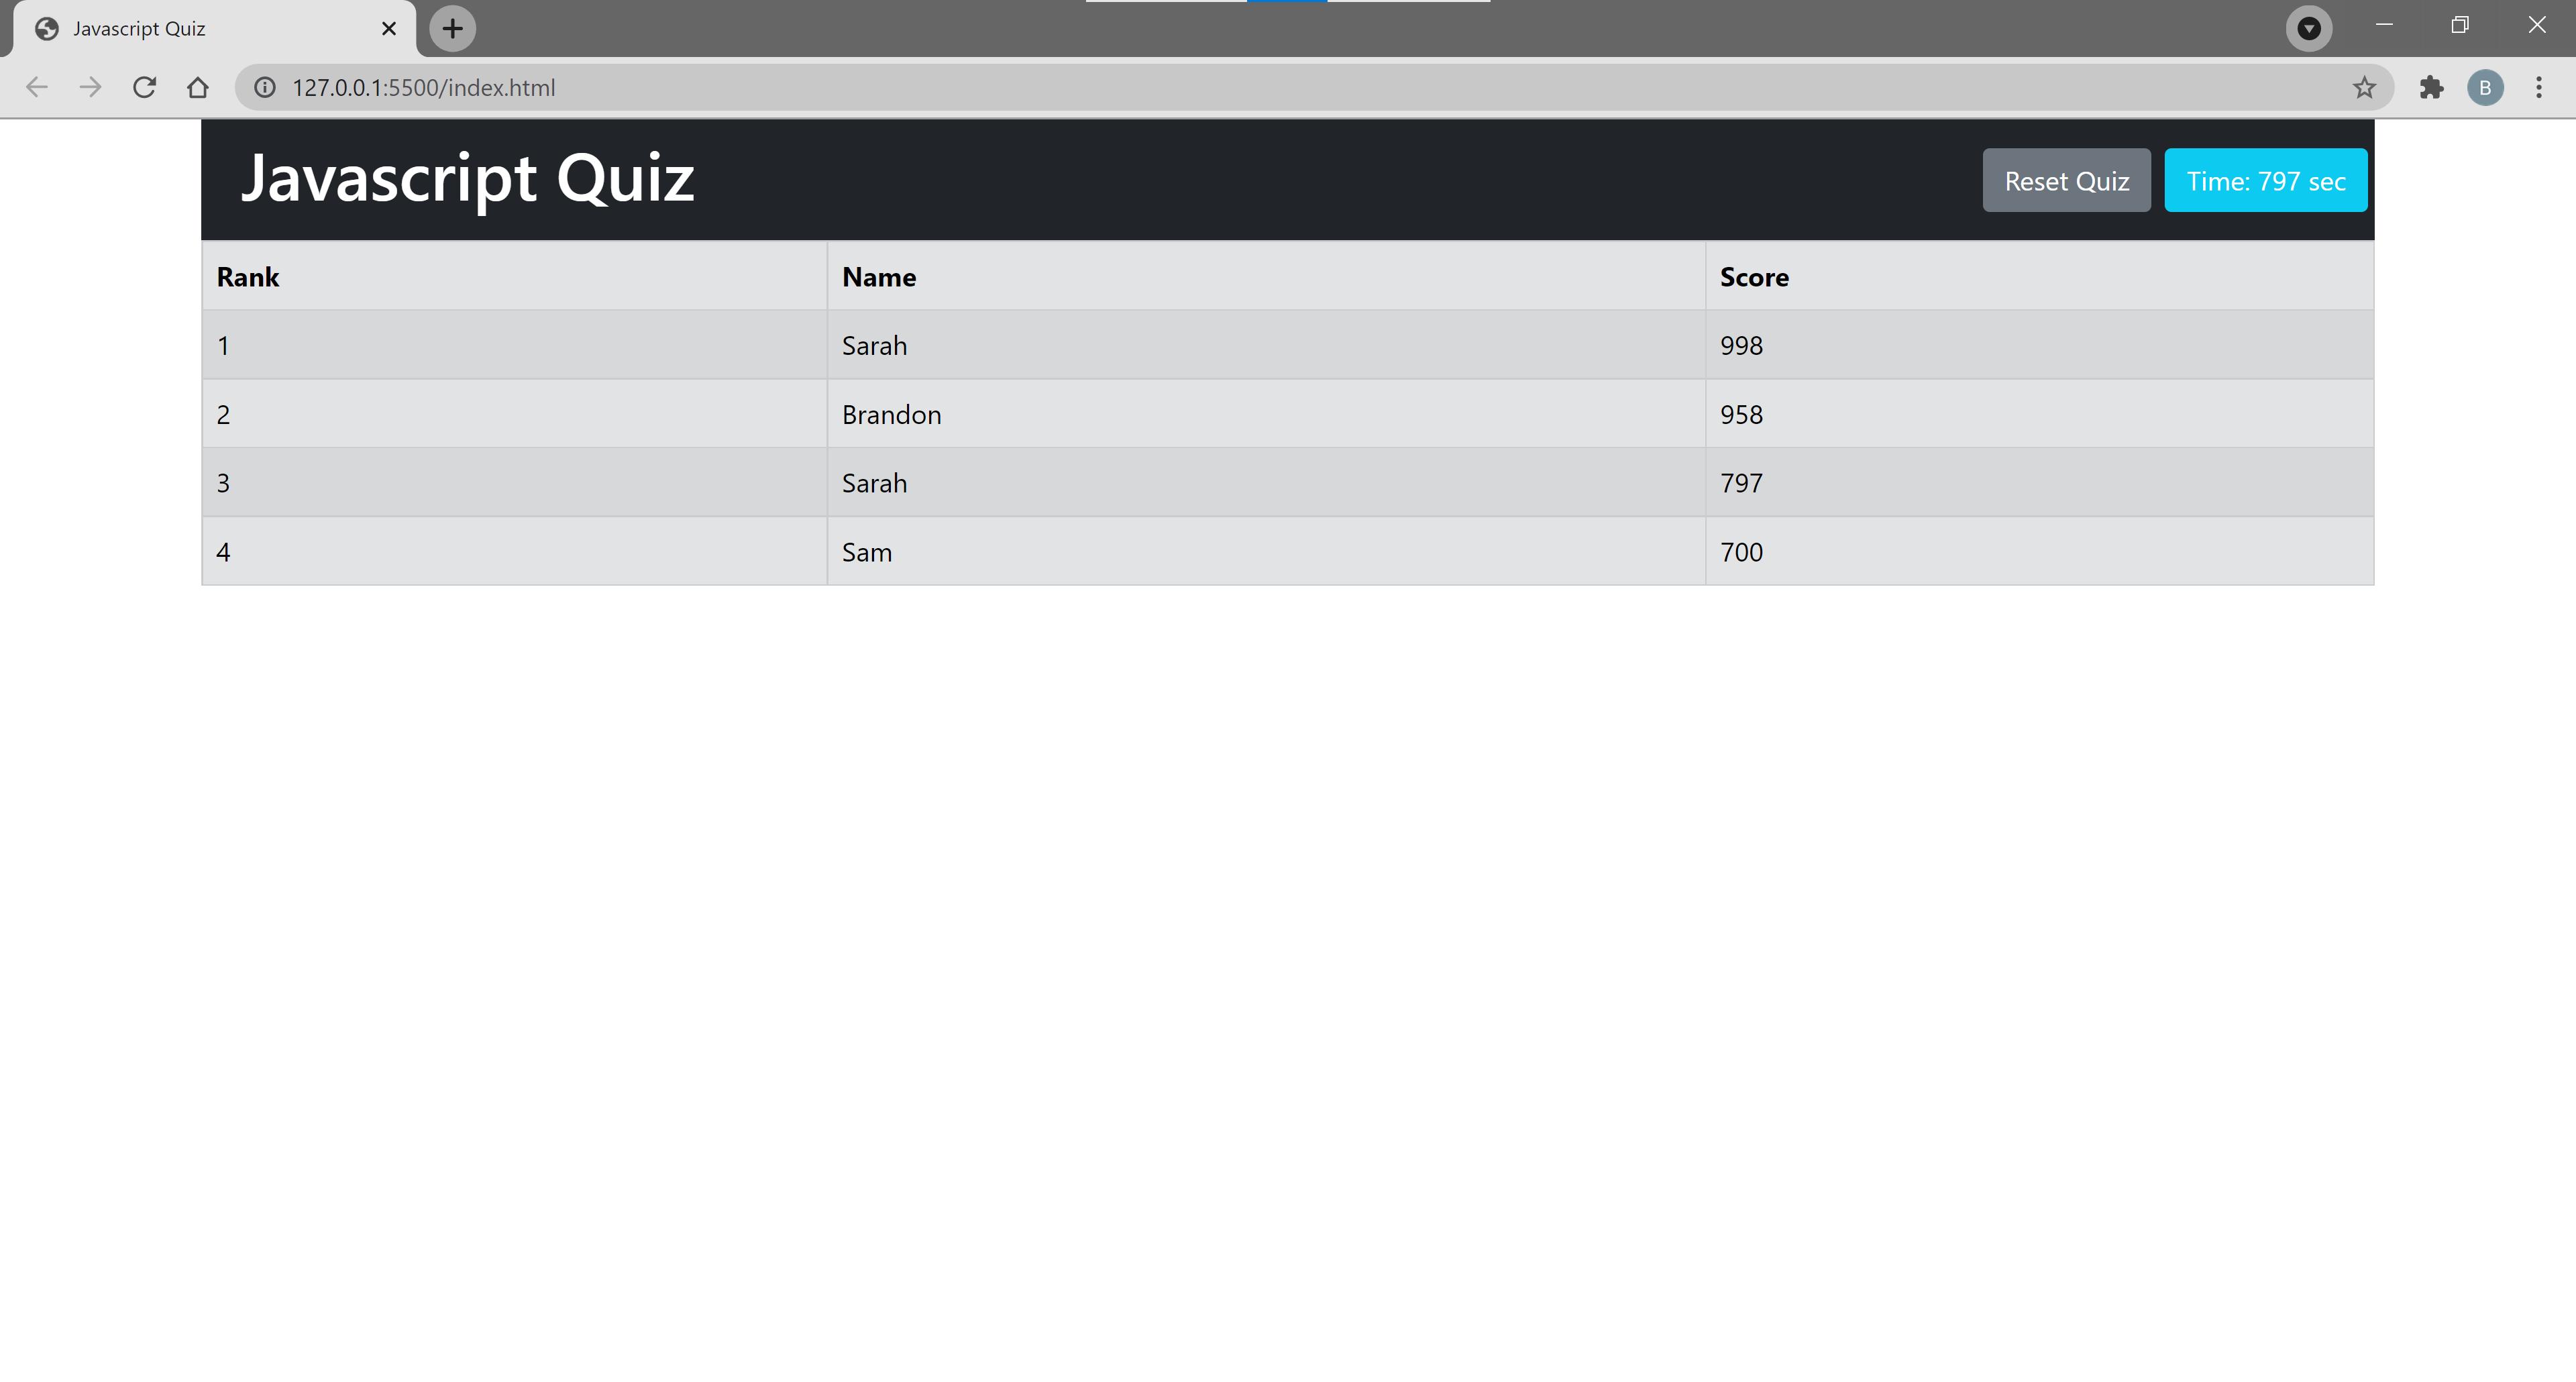 Javascript Quiz
127.0.0.1:5500/index.html
B
Javascript Quiz
Reset Quiz
Time: 797 sec
Rank Name Score
1 Sarah 998
2 Brandon 958
3 Sarah 797
4 Sam 700